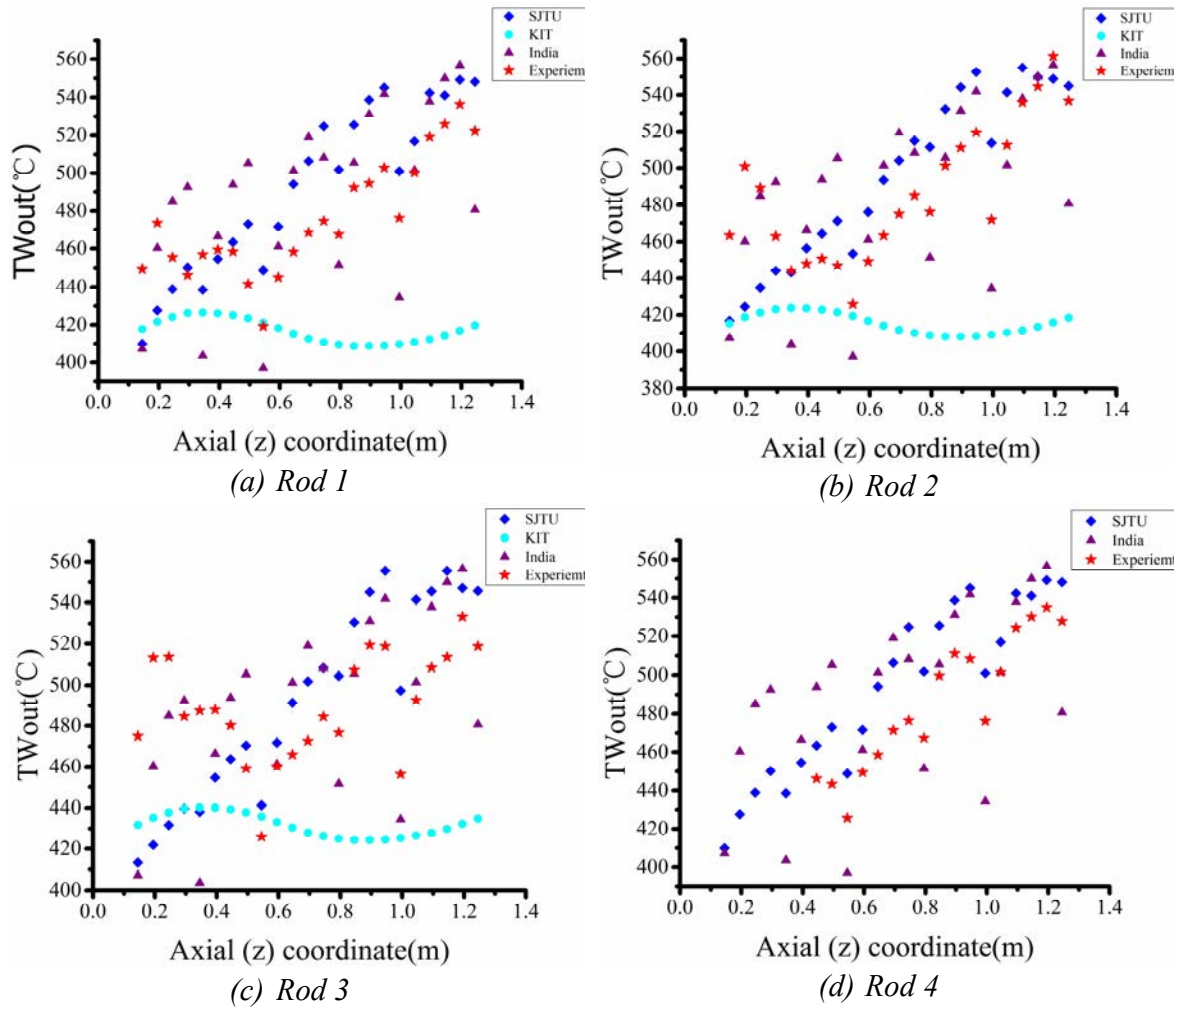 SJTU
KIT
India
Experiem
TWout(℃)
560
540
520
500
480
460
440
420
400
0.0 0.2 0.4 0.6 0.8 1.0 1.2 1.4
Axial (z) coordinate(m)
(a) Rod 1
SJTU
KIT
India
Experiem
TWout(℃)
560
540
520
500
480
460
440
420
400
380
0.0 0.2 0.4 0.6 0.8 1.0 1.2 1.4
Axial (z) coordinate(m)
(b) Rod 2
SJTU
KIT
India
Experiemt
TWout(℃)
560
540
520
500
480
460
440
420
400
0.0 0.2 0.4 0.6 0.8 1.0 1.2 1.4
Axial (z) coordinate(m)
(c) Rod 3
SJTU
India
Experiemt
TWout(℃)
560
540
520
500
480
460
440
420
400
0.0 0.2 0.4 0.6 0.8 1.0 1.2 1.4
Axial (z) coordinate(m)
(d) Rod 4